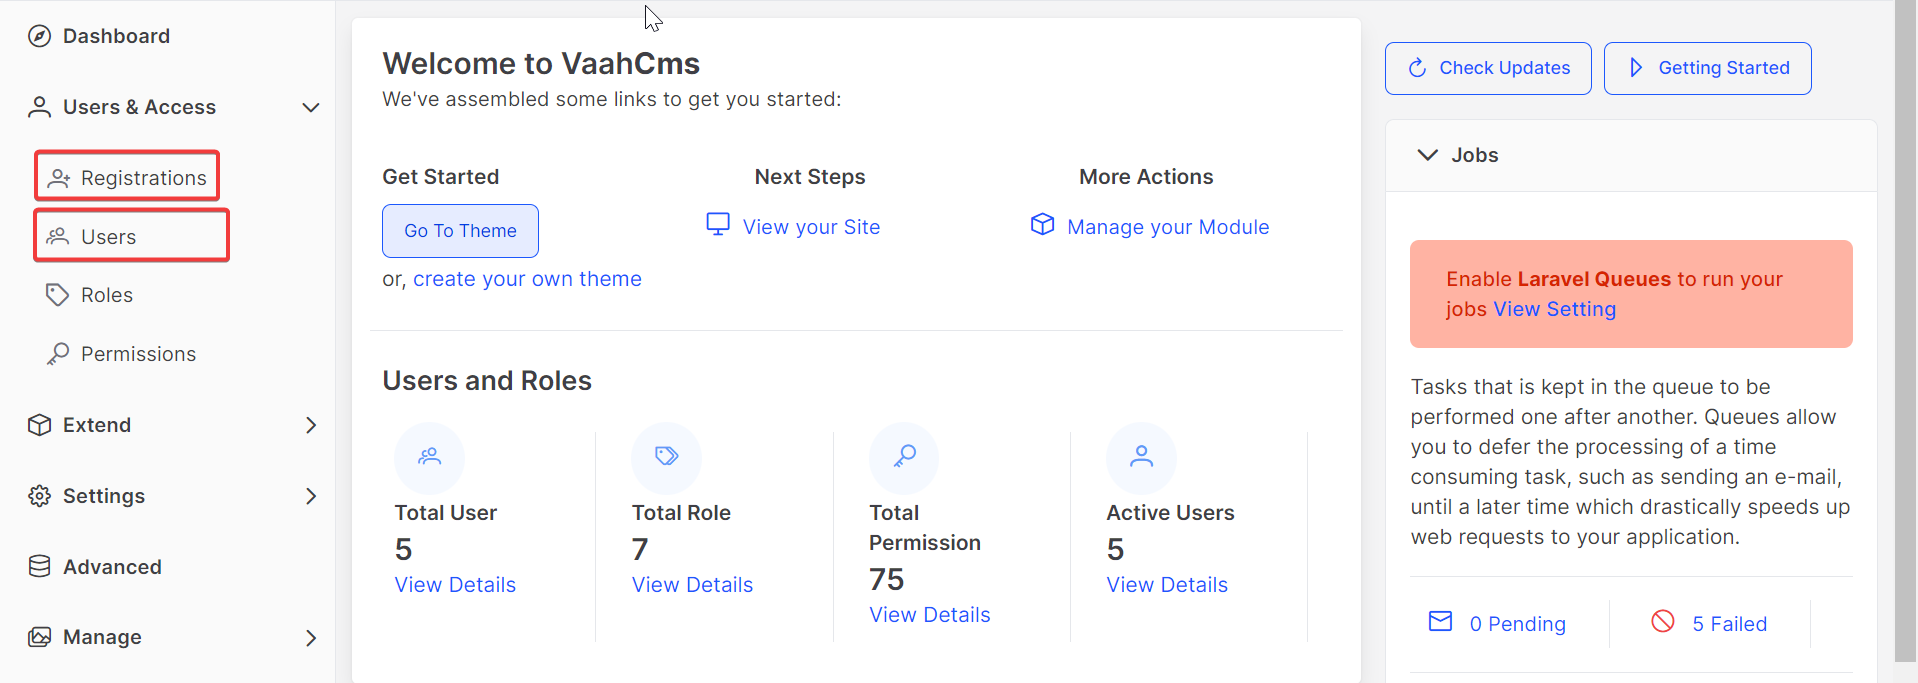 Dashboard
Users & Access
Registrations
Users
Roles
Permissions
Extend
Settings
Advanced
Manage
Welcome to VaahCms
We've assembled some links to get you started:
Get Started
Go To Theme
or, create your own theme
Next Steps
View your Site
More Actions
Manage your Module
Users and Roles
Total User
5
View Details
Total Role
7
View Details
Total
Permission
75
View Details
Active Users
5
View Details
Check Updates
Getting Started
Jobs
Enable Laravel Queues to run your
jobs View Setting
Tasks that is kept in the queue to be
performed one after another. Queues allow
you to defer the processing of a time
consuming task, such as sending an e-mail,
until a later time which drastically speeds up
web requests to your application.
0 Pending
5 Failed